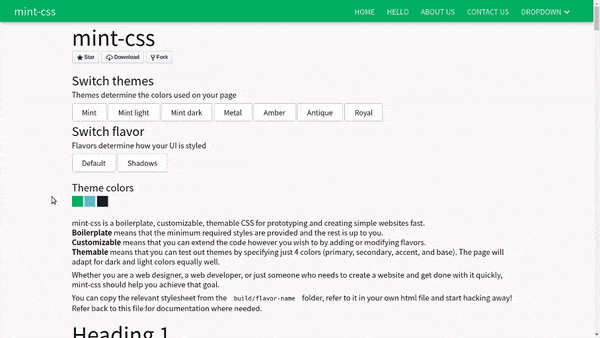 mint-css HOME HELLO ABOUT US CONTACT US DROPDOWN
mint-css
Star Download Fork
Switch themes
Themes determine the colors used on your page
Mint Mint light Mint dark Metal Amber Antique Royal
Switch flavor
Flavors determine how your UI is styled
Default Shadows
Theme colors
mint-css is a boilerplate, customizable, themable CSS for prototyping and creating simple websites fast.
Boilerplate means that the minimum required styles are provided and the rest is up to you.
Customizable means that you can extend the code however you wish to by adding or modifying flavors.
Themable means that you can test out themes by specifying just 4 colors (primary, secondary, accent, and base). The page will
adapt for dark and light colors equally well.
Whether you are a web designer, a web developer, or just someone who needs to create a website and get done with it quickly,
mint-css should help you achieve that goal.
You can copy the relevant stylesheet from the build/flavor-name folder, refer to it in your own html file and start hacking away!
Refer back to this file for documentation where needed.
Heading 1